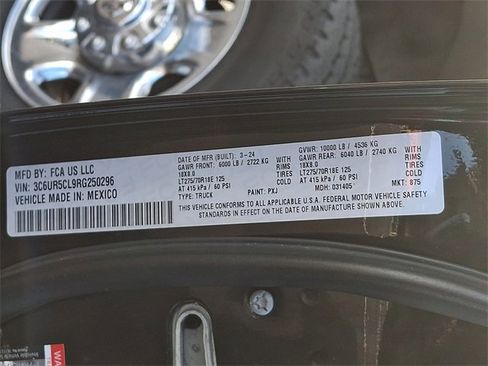 MFD BY: FCA US LLC
VIN: 3C6UR5CL9RG250296
VEHICLE MADE IN: MEXICO
DATE OF MFR (BUILT): 3-24 GVWR: 10000 LB / 4536 KG
GAWR FRONT: 6000 LB / 2722 KG GAWR REAR: 6040 LB / 2740 KG
18X8.0 RIMS 18X8.0 RIMS
LT275/70R18E 125 TIRES LT275/70R18E 125 TIRES
AT 415 kPa / 60 PSI COLD AT 415 kPa / 60 PSI COLD
TYPE: TRUCK PAINT: PXJ MDH: 031405 MKT: 875
THIS VEHICLE CONFORMS TO ALL APPLICABLE U.S.A. FEDERAL MOTOR VEHICLE SAFETY
STANDARDS IN EFFECT ON THE DATE OF MANUFACTURE SHOWN ABOVE.
WA